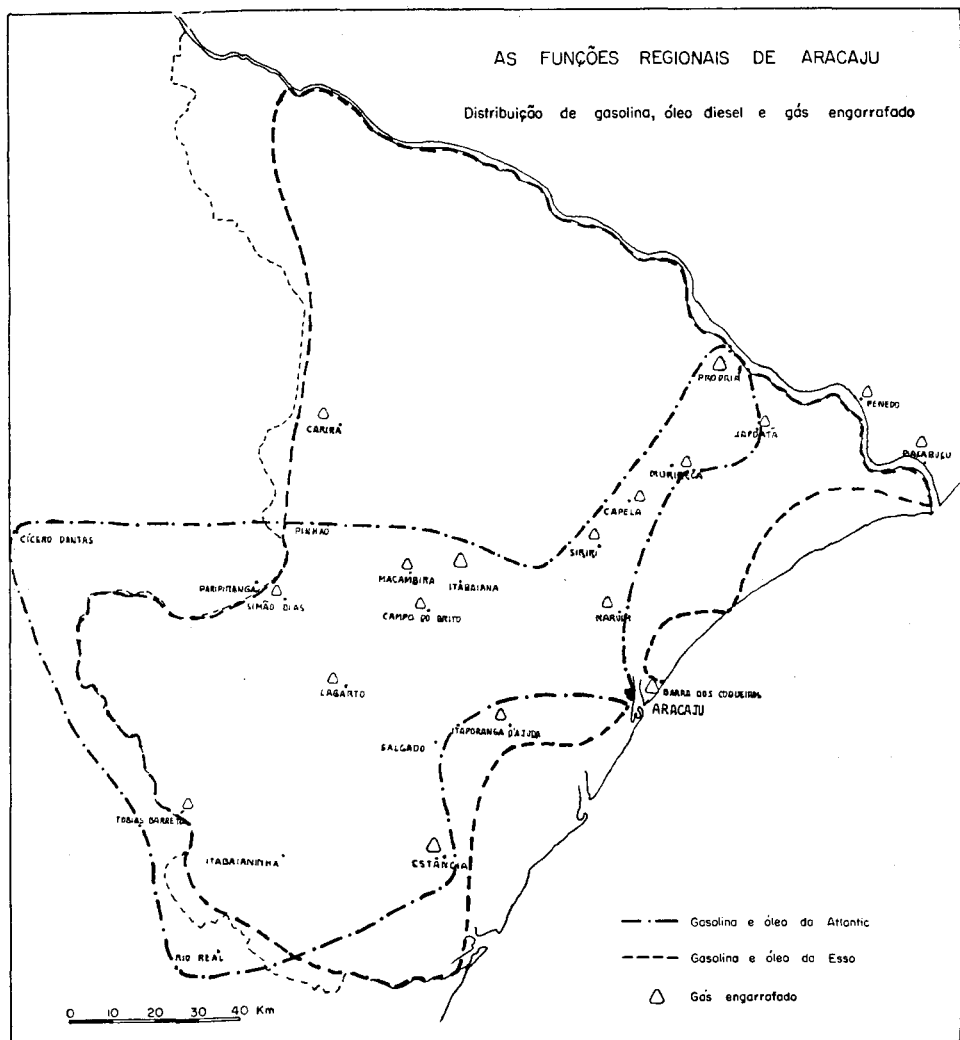 AS FUNÇÕES REGIONAIS DE ARACAJU
Distribuição de gasolina, óleo diesel e gás engarrafado
PROPRIÁ
PENEDO
JAPOATÃ
CARIRA
MURIBECA
CAPELA
CÍCERO DANTAS
PINHÃO
SIRIRI
MACAMBIRA
ITABAIANA
PARIPIRANGA
SIMÃO DIAS
CAMPO DO BRITO
MARUIM
LAGARTO
BARRA DOS COQUEIROS
ARACAJU
ITAPORANGA D'AJUDA
SALGADO
TOBIAS BARRETO
ITABAIANINHA
ESTÂNCIA
RIO REAL
Gasolina e óleo da Atlantic
Gasolina e óleo da Esso
Gás engarrafado
0 10 20 30 40 Km